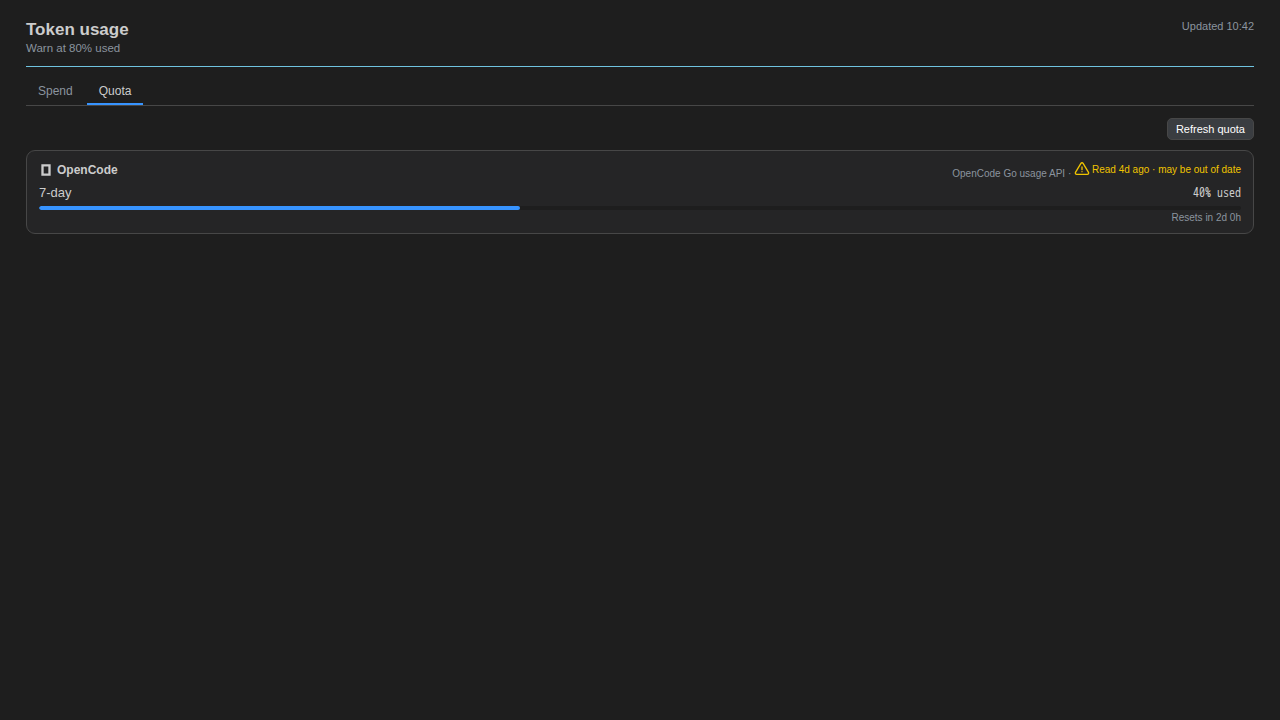 Token usage
Updated 10:42
Warn at 80% used
Spend
Quota
Refresh quota
OpenCode
OpenCode Go usage API · Read 4d ago · may be out of date
7-day
40% used
Resets in 2d 0h